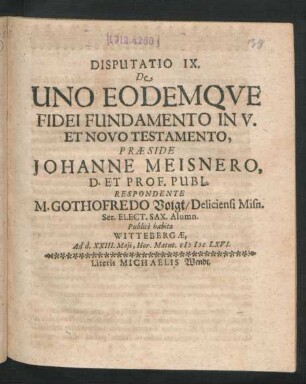 DISPUTATIO IX.
De
UNO EODEMQVE
FIDEI FUNDAMENTO IN V.
ET NOVO TESTAMENTO,
PRÆSIDE
JOHANNE MEISNERO,
D. ET PROF. PUBL.
RESPONDENTE
M. GOTHOFREDO Voigt/ Deliciensi Misn.
Ser. ELECT. SAX. Alumn.
Publicè habita
WITTEBERGÆ,
Ad d. XXIII. Maji, Hor. Matut. cIↃ IↃc LXVI.
Literis MICHAELIS Wendt.